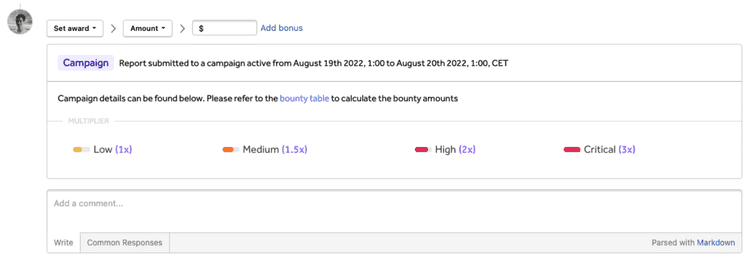 Set award > Amount > $ Add bonus
Campaign Report submitted to a campaign active from August 19th 2022, 1:00 to August 20th 2022, 1:00, CET
Campaign details can be found below. Please refer to the bounty table to calculate the bounty amounts
MULTIPLIER
Low (1x) Medium (1.5x) High (2x) Critical (3x)
Add a comment...
Write Common Responses Parsed with Markdown